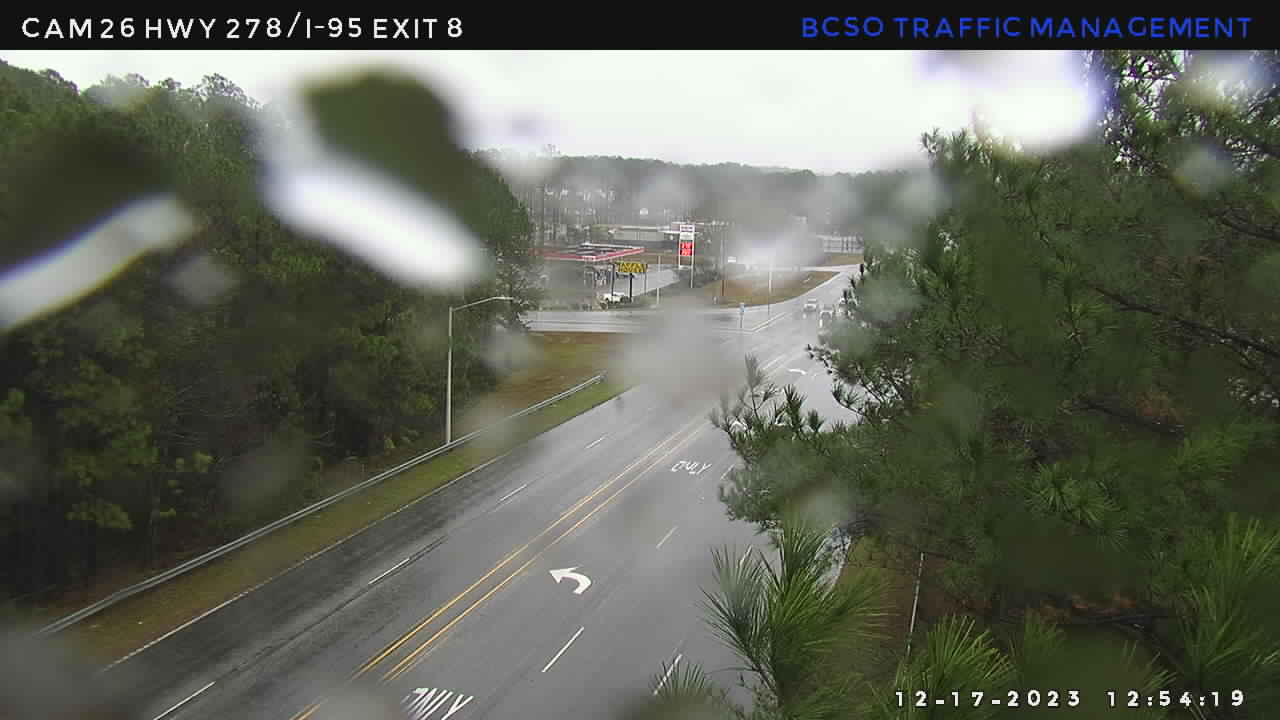 CAM 26 HWY 278/I-95 EXIT 8
BCSO TRAFFIC MANAGEMENT
ONLY
ONLY
12-17-2023 12:54:19